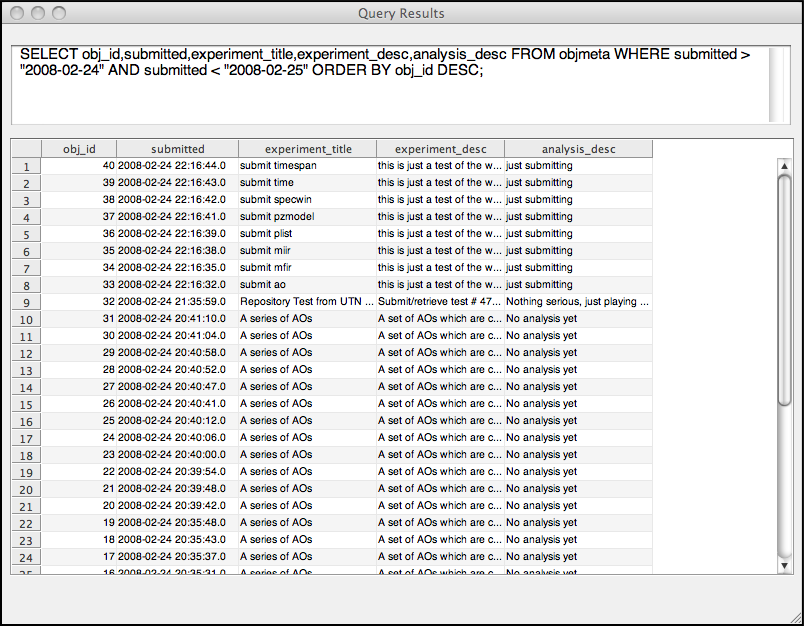 Query Results
SELECT obj_id,submitted,experiment_title,experiment_desc,analysis_desc FROM objmeta WHERE submitted >
"2008-02-24" AND submitted < "2008-02-25" ORDER BY obj_id DESC;
obj_id submitted experiment_title experiment_desc analysis_desc
1 40 2008-02-24 22:16:44.0 submit timespan this is just a test of the w... just submitting
2 39 2008-02-24 22:16:43.0 submit time this is just a test of the w... just submitting
3 38 2008-02-24 22:16:42.0 submit specwin this is just a test of the w... just submitting
4 37 2008-02-24 22:16:41.0 submit pzmodel this is just a test of the w... just submitting
5 36 2008-02-24 22:16:39.0 submit plist this is just a test of the w... just submitting
6 35 2008-02-24 22:16:38.0 submit miir this is just a test of the w... just submitting
7 34 2008-02-24 22:16:35.0 submit mfir this is just a test of the w... just submitting
8 33 2008-02-24 22:16:32.0 submit ao this is just a test of the w... just submitting
9 32 2008-02-24 21:35:59.0 Repository Test from UTN ... Submit/retrieve test # 47... Nothing serious, just playing ...
10 31 2008-02-24 20:41:10.0 A series of AOs A set of AOs which are c... No analysis yet
11 30 2008-02-24 20:41:04.0 A series of AOs A set of AOs which are c... No analysis yet
12 29 2008-02-24 20:40:58.0 A series of AOs A set of AOs which are c... No analysis yet
13 28 2008-02-24 20:40:52.0 A series of AOs A set of AOs which are c... No analysis yet
14 27 2008-02-24 20:40:47.0 A series of AOs A set of AOs which are c... No analysis yet
15 26 2008-02-24 20:40:41.0 A series of AOs A set of AOs which are c... No analysis yet
16 25 2008-02-24 20:40:12.0 A series of AOs A set of AOs which are c... No analysis yet
17 24 2008-02-24 20:40:06.0 A series of AOs A set of AOs which are c... No analysis yet
18 23 2008-02-24 20:40:00.0 A series of AOs A set of AOs which are c... No analysis yet
19 22 2008-02-24 20:39:54.0 A series of AOs A set of AOs which are c... No analysis yet
20 21 2008-02-24 20:39:48.0 A series of AOs A set of AOs which are c... No analysis yet
21 20 2008-02-24 20:39:42.0 A series of AOs A set of AOs which are c... No analysis yet
22 19 2008-02-24 20:35:48.0 A series of AOs A set of AOs which are c... No analysis yet
23 18 2008-02-24 20:35:43.0 A series of AOs A set of AOs which are c... No analysis yet
24 17 2008-02-24 20:35:37.0 A series of AOs A set of AOs which are c... No analysis yet
25 16 2008-02-24 20:35:31.0 A series of AOs A set of AOs which are c... No analysis yet